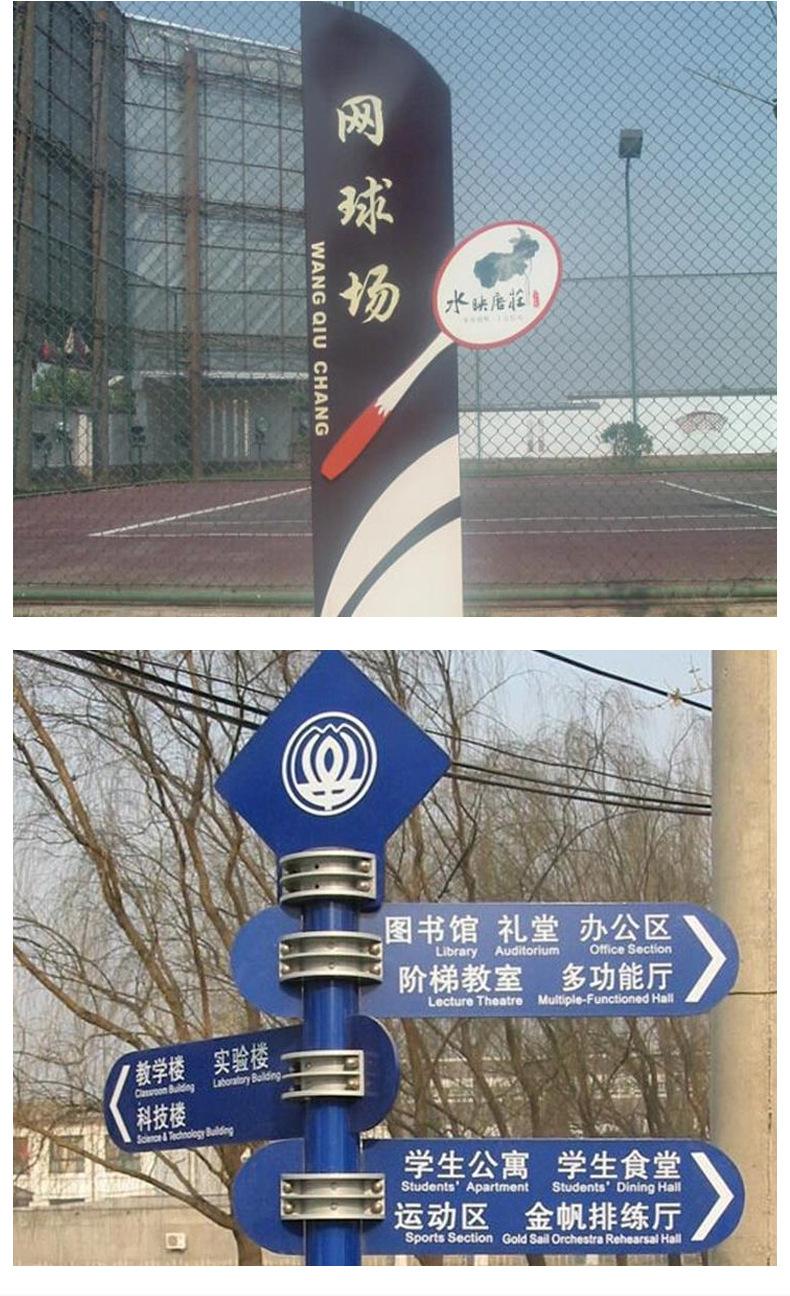 网球场
WANG QIU CHANG
水映唐莊
图书馆 礼堂 办公区
Library Auditorium Office Section
阶梯教室 多功能厅
Lecture Theatre Multiple-Functioned Hall
教学楼 实验楼
Classroom Building Laboratory Building
科技楼
Science & Technology Building
学生公寓 学生食堂
Students' Apartment Students' Dining Hall
运动区 金帆排练厅
Sports Section Gold Sail Orchestra Rehearsal Hall